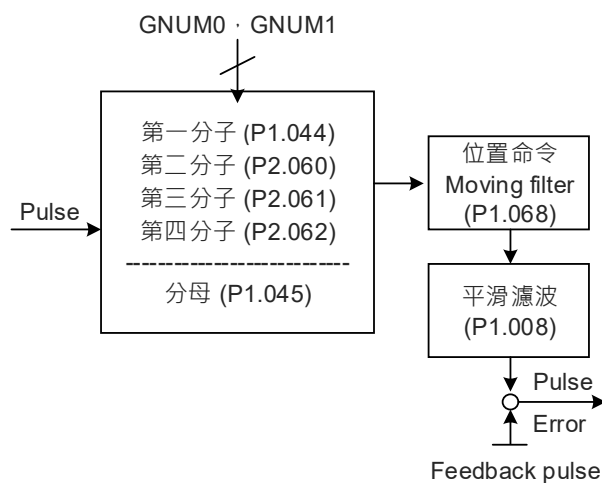 GNUM0 · GNUM1
第一分子 (P1.044)
第二分子 (P2.060)
第三分子 (P2.061)
第四分子 (P2.062)
分母 (P1.045)
Pulse
位置命令
Moving filter
(P1.068)
平滑濾波
(P1.008)
Pulse
Error
Feedback pulse